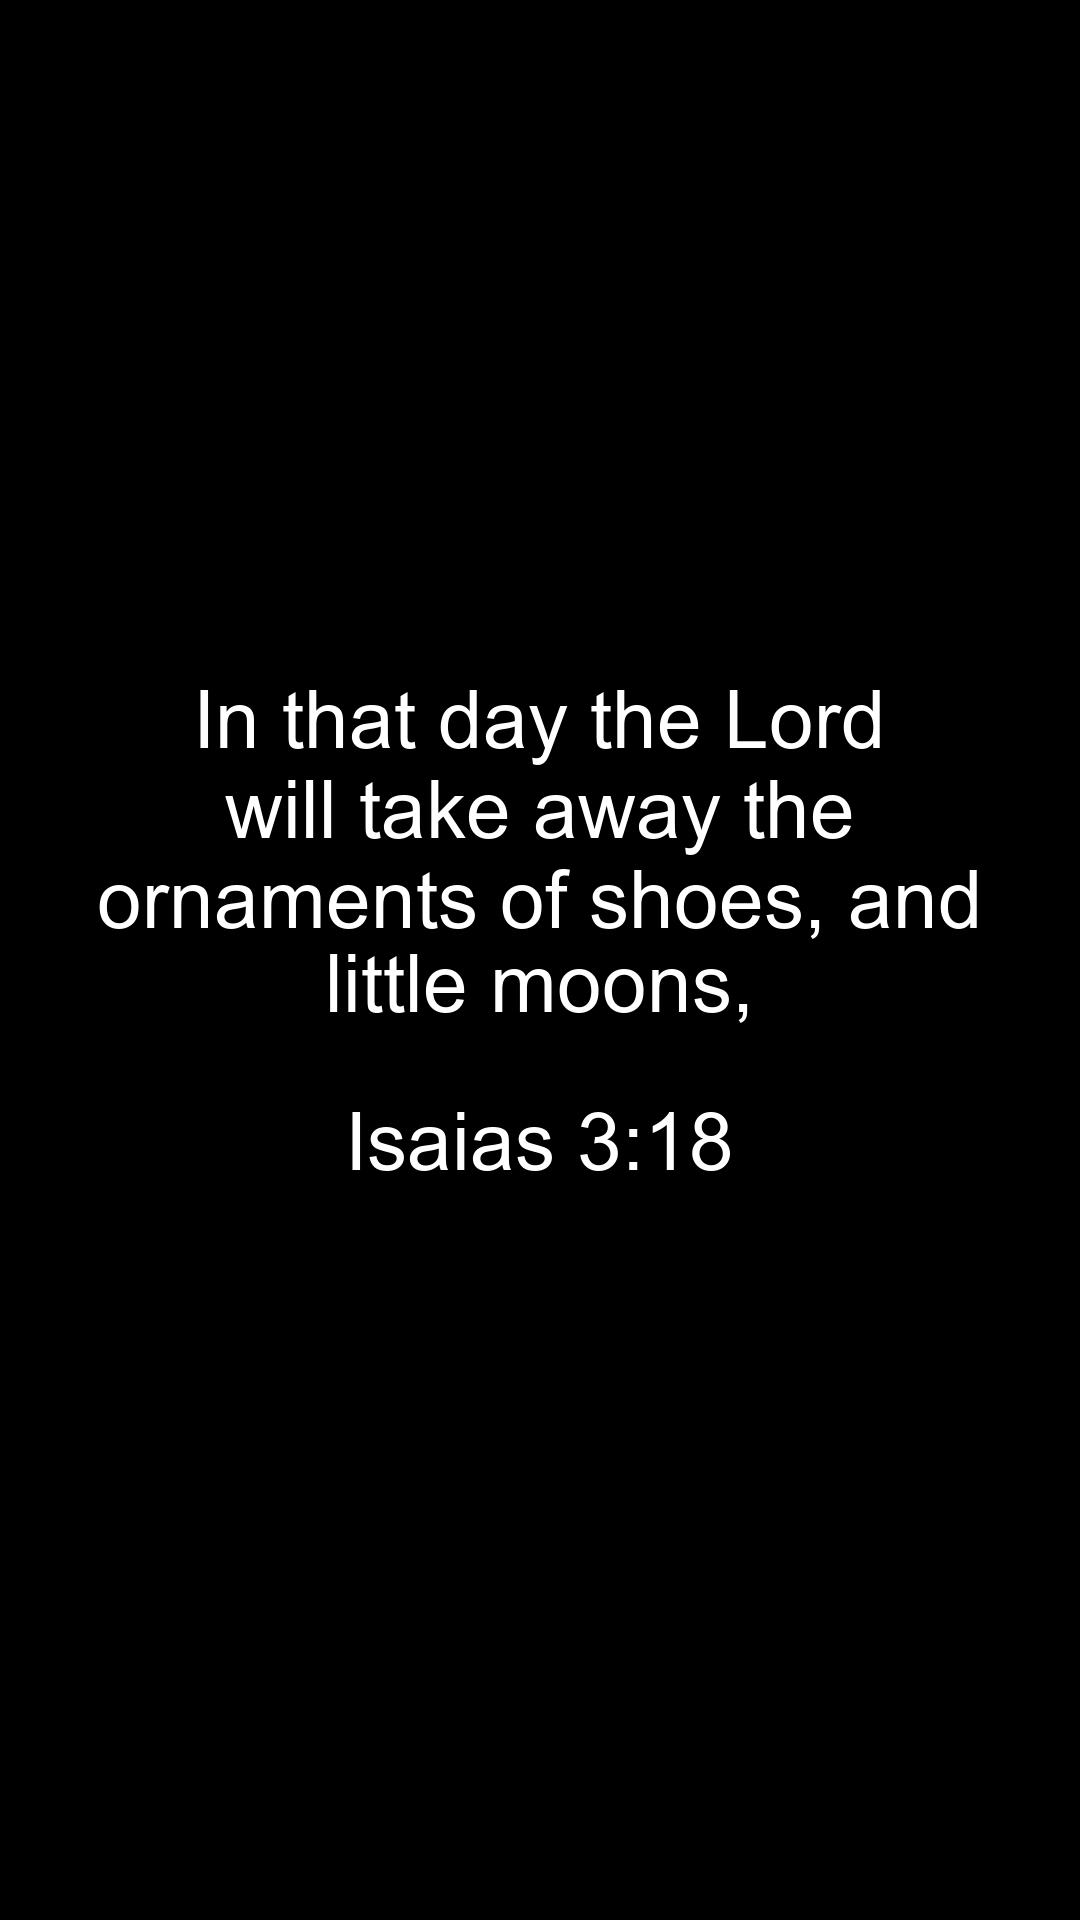 In that day the Lord
will take away the
ornaments of shoes, and
little moons,
Isaias 3:18